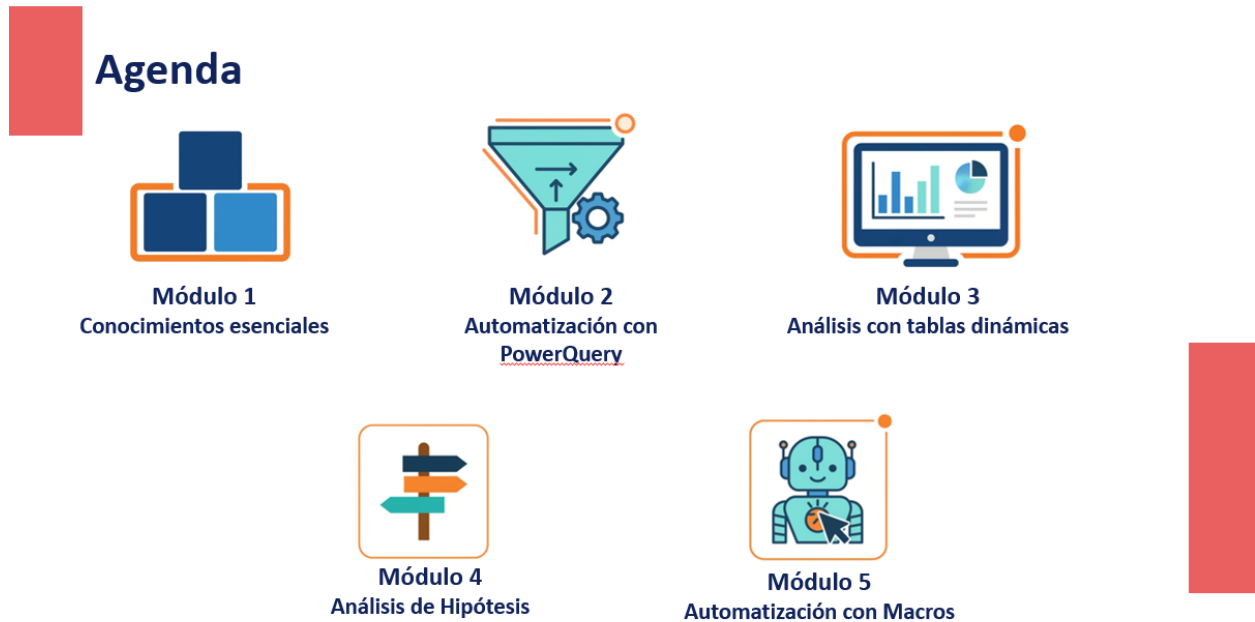 Agenda
Módulo 1
Conocimientos esenciales
Módulo 2
Automatización con
PowerQuery
Módulo 3
Análisis con tablas dinámicas
Módulo 4
Análisis de Hipótesis
Módulo 5
Automatización con Macros